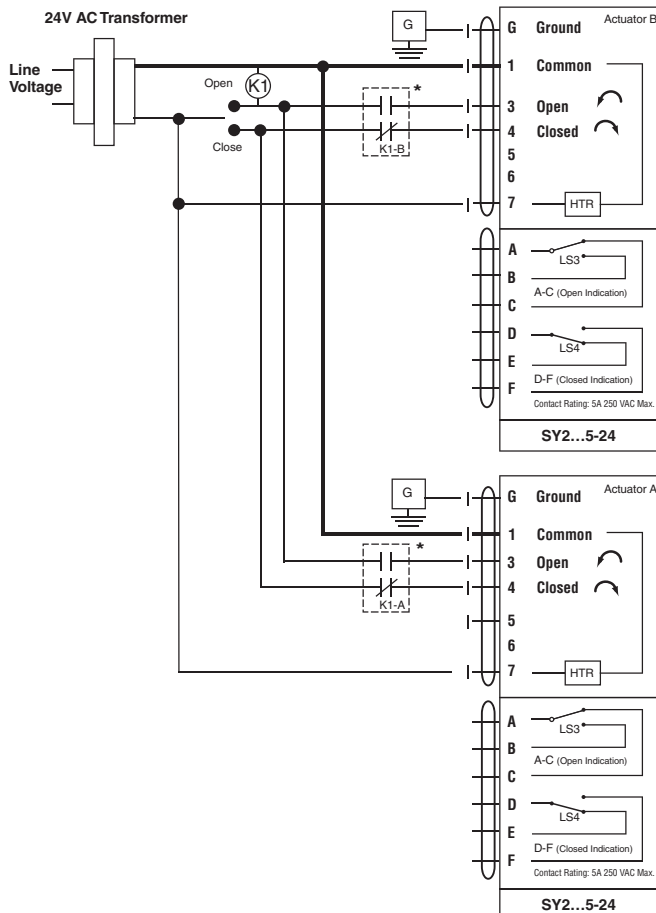 24V AC Transformer
Line
Voltage
Open
K1
Close
G
*
K1-B
G Ground
Actuator B
1 Common
3 Open
4 Closed
5
6
7
HTR
A
LS3
B
A-C (Open Indication)
C
D
LS4
E
D-F (Closed Indication)
F
Contact Rating: 5A 250 VAC Max.
SY2...5-24
G
*
K1-A
G Ground
Actuator A
1 Common
3 Open
4 Closed
5
6
7
HTR
A
LS3
B
A-C (Open Indication)
C
D
LS4
E
D-F (Closed Indication)
F
Contact Rating: 5A 250 VAC Max.
SY2...5-24